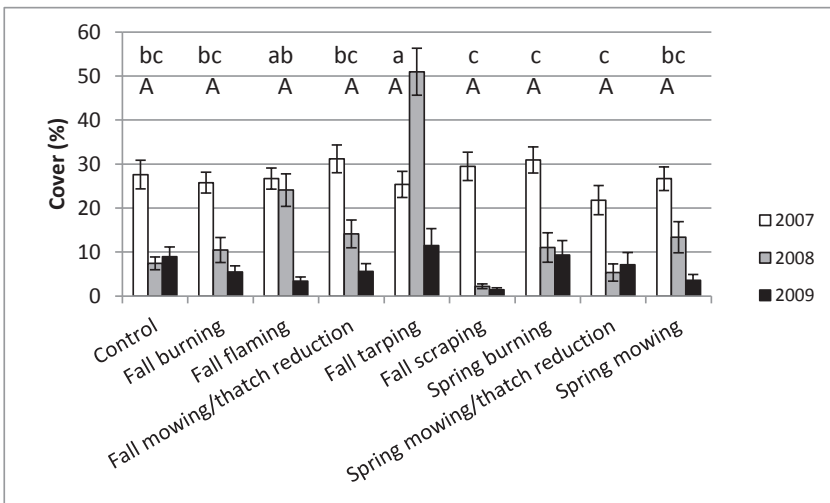 60
50
40
30
20
10
0
Cover (%)
bc bc ab bc a c c c bc
A A A A A A A A A
Control
Fall burning
Fall flaming
Fall mowing/thatch reduction
Fall tarping
Fall scraping
Spring burning
Spring mowing/thatch reduction
Spring mowing
2007
2008
2009